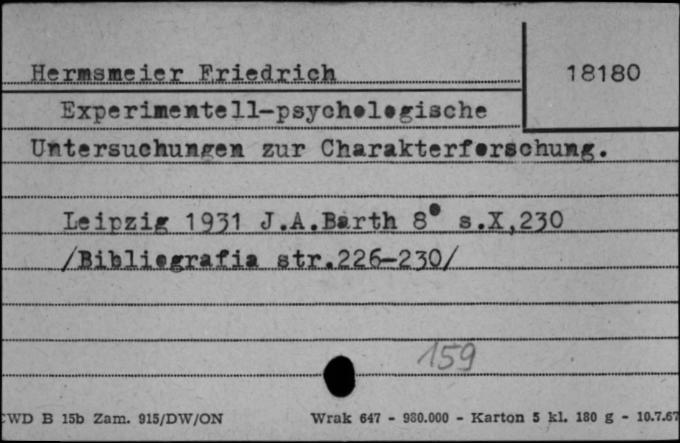 Hermsmeier Friedrich
18180
Experimentell-psychologische
Untersuchungen zur Charakterforschung.
Leipzig 1931 J.A.Barth 8° s.X,230
/Bibliografia str.226-230/
159
CWD B 15b Zam. 915/DW/ON Wrak 647 - 980.000 - Karton 5 kl. 180 g - 10.7.67